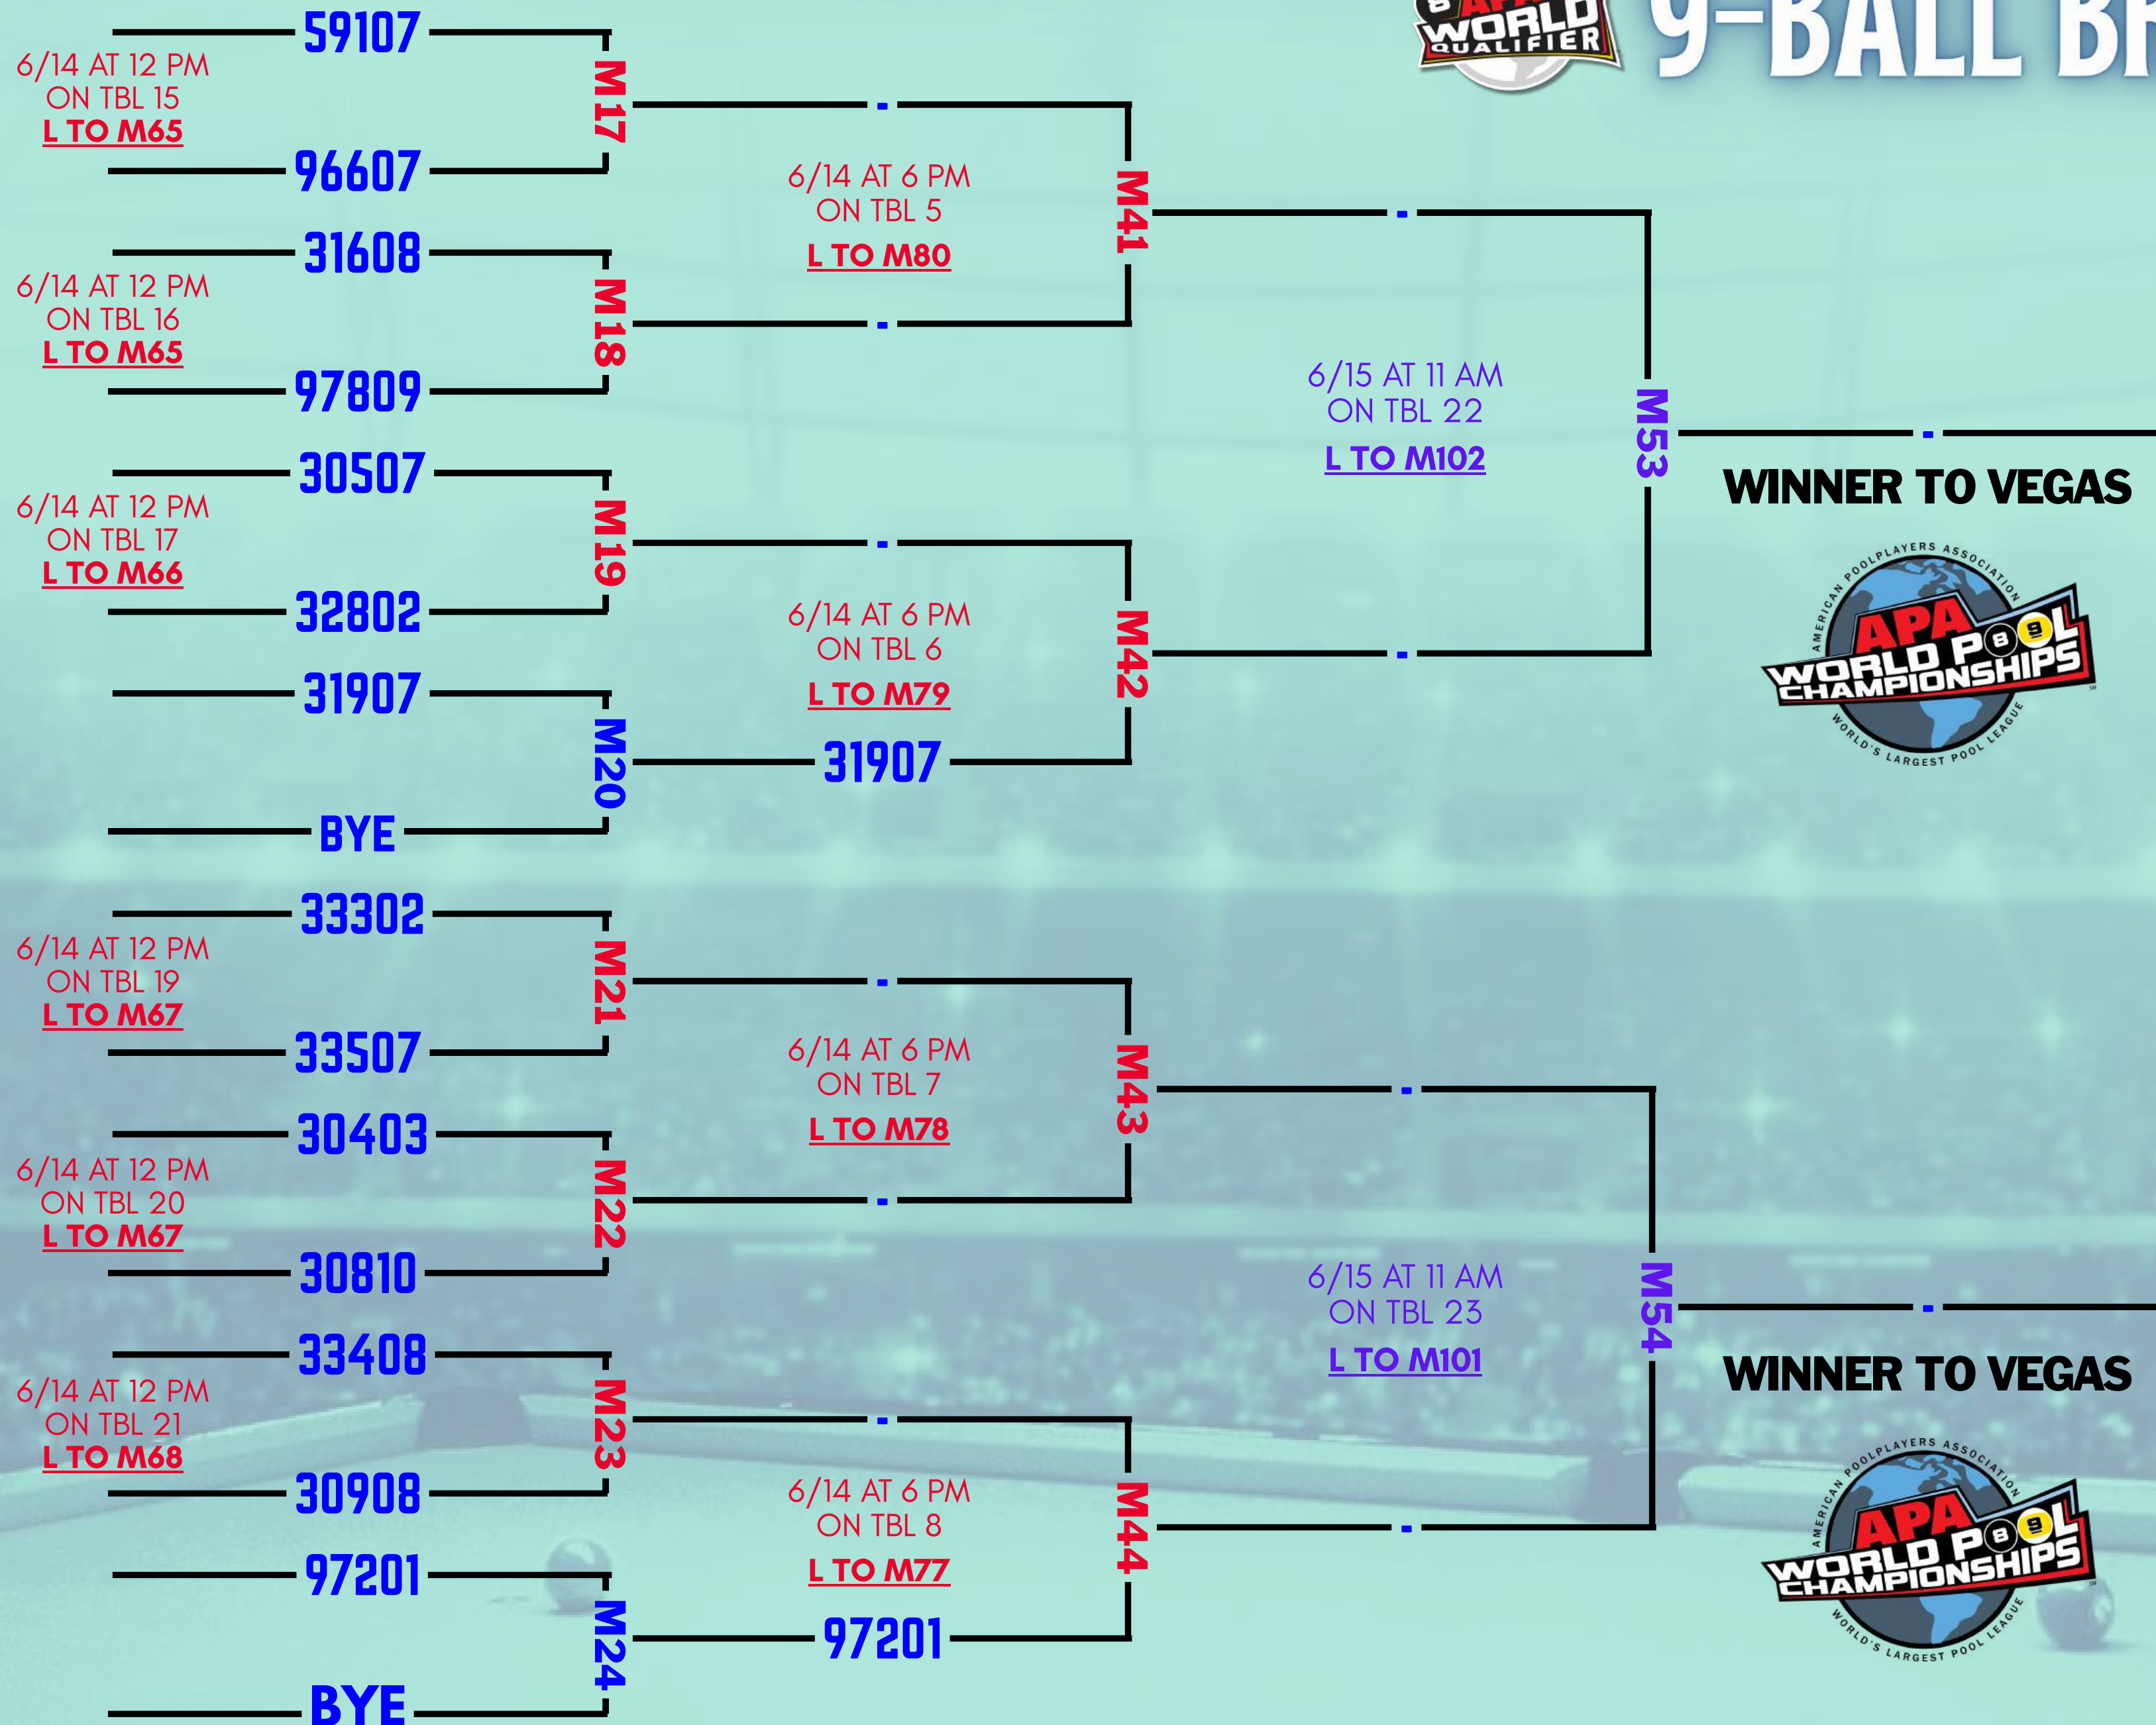 59107
6/14 AT 12 PM
ON TBL 15
L TO M65
M17
96607
31608
6/14 AT 12 PM
ON TBL 16
L TO M65
M18
97809
30507
6/14 AT 12 PM
ON TBL 17
L TO M66
M19
32802
31907
M20
BYE
33302
6/14 AT 12 PM
ON TBL 19
L TO M67
M21
33507
30403
6/14 AT 12 PM
ON TBL 20
L TO M67
M22
30810
33408
6/14 AT 12 PM
ON TBL 21
L TO M68
M23
30908
97201
M24
BYE
-
6/14 AT 6 PM
ON TBL 5
L TO M80
M41
-
-
6/14 AT 6 PM
ON TBL 6
L TO M79
M42
31907
-
6/14 AT 6 PM
ON TBL 7
L TO M78
M43
-
-
6/14 AT 6 PM
ON TBL 8
L TO M77
M44
97201
-
6/15 AT 11 AM
ON TBL 22
L TO M102
M53
-
-
6/15 AT 11 AM
ON TBL 23
L TO M101
M54
-
8 APA
WORLD
QUALIFIER
9-BALL
-
WINNER TO VEGAS
AMERICAN POOLPLAYERS ASSOCIATION
APA
WORLD P89L
CHAMPIONSHIPS
SM
WORLD'S LARGEST POOL LEAGUE
-
WINNER TO VEGAS
AMERICAN POOLPLAYERS ASSOCIATION
APA
WORLD P89L
CHAMPIONSHIPS
SM
WORLD'S LARGEST POOL LEAGUE